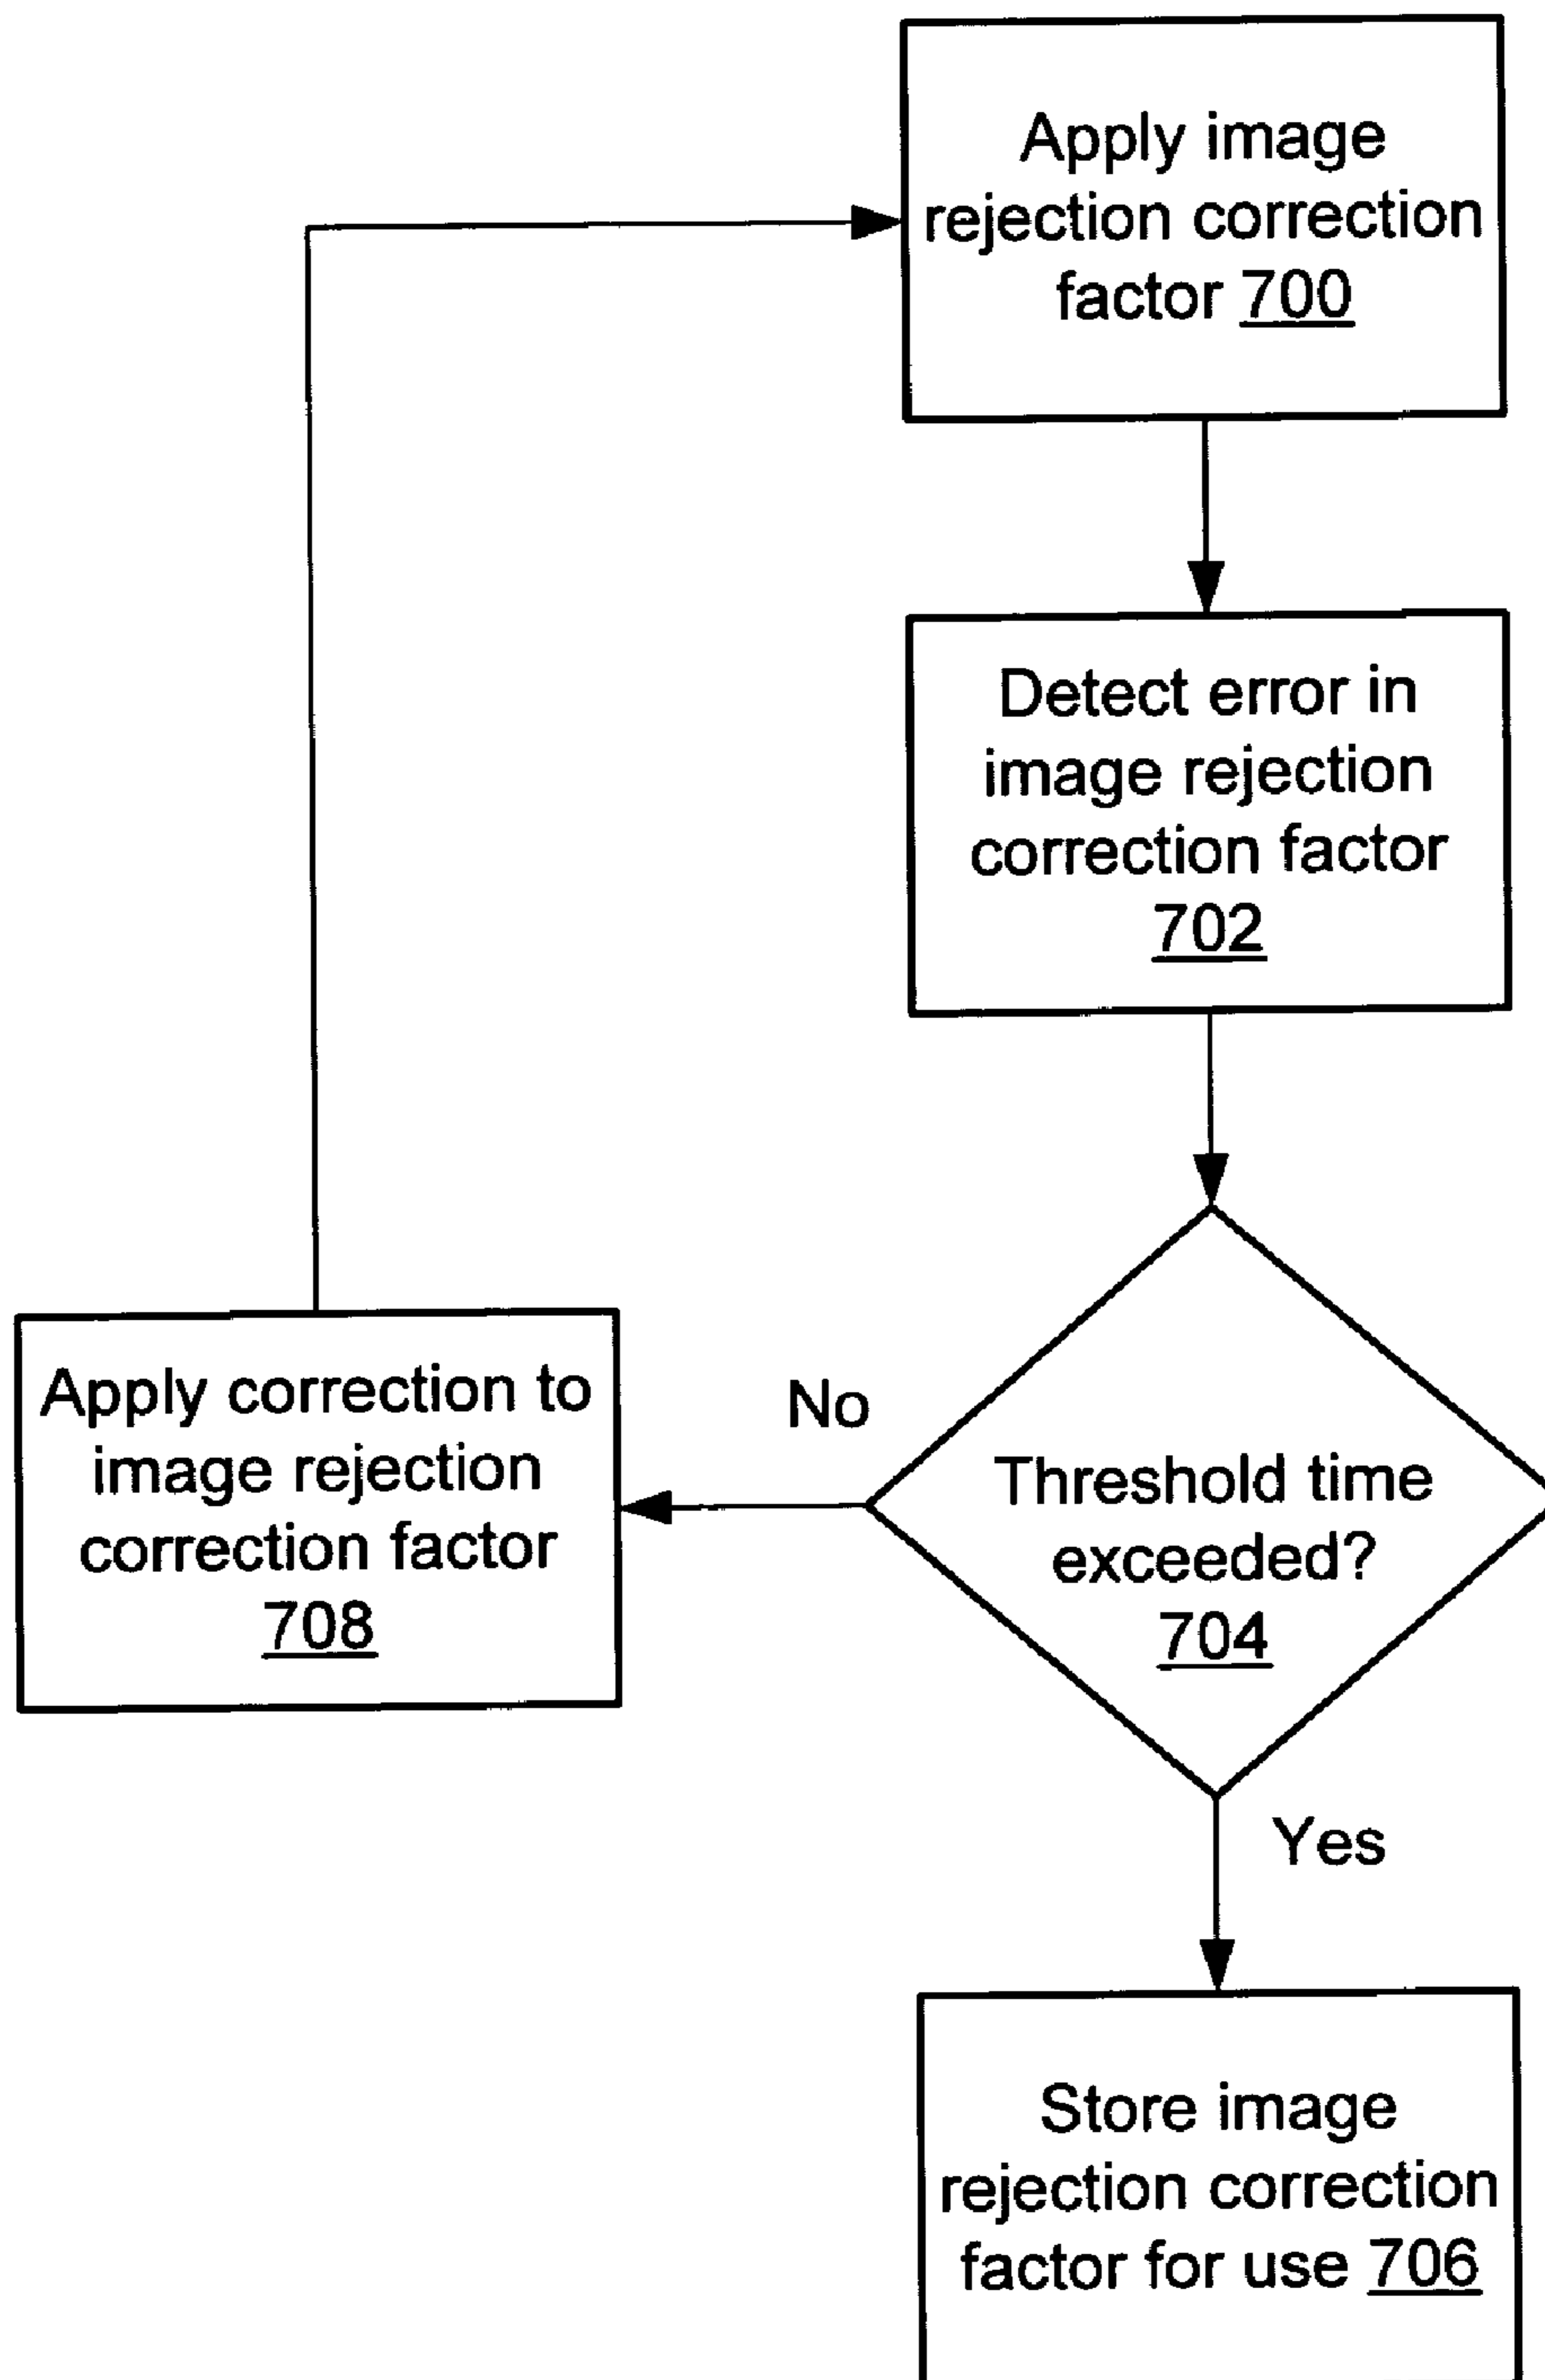 Apply image
rejection correction
factor 700
Detect error in
image rejection
correction factor
702
Threshold time
exceeded?
704
No
Apply correction to
image rejection
correction factor
708
Yes
Store image
rejection correction
factor for use 706